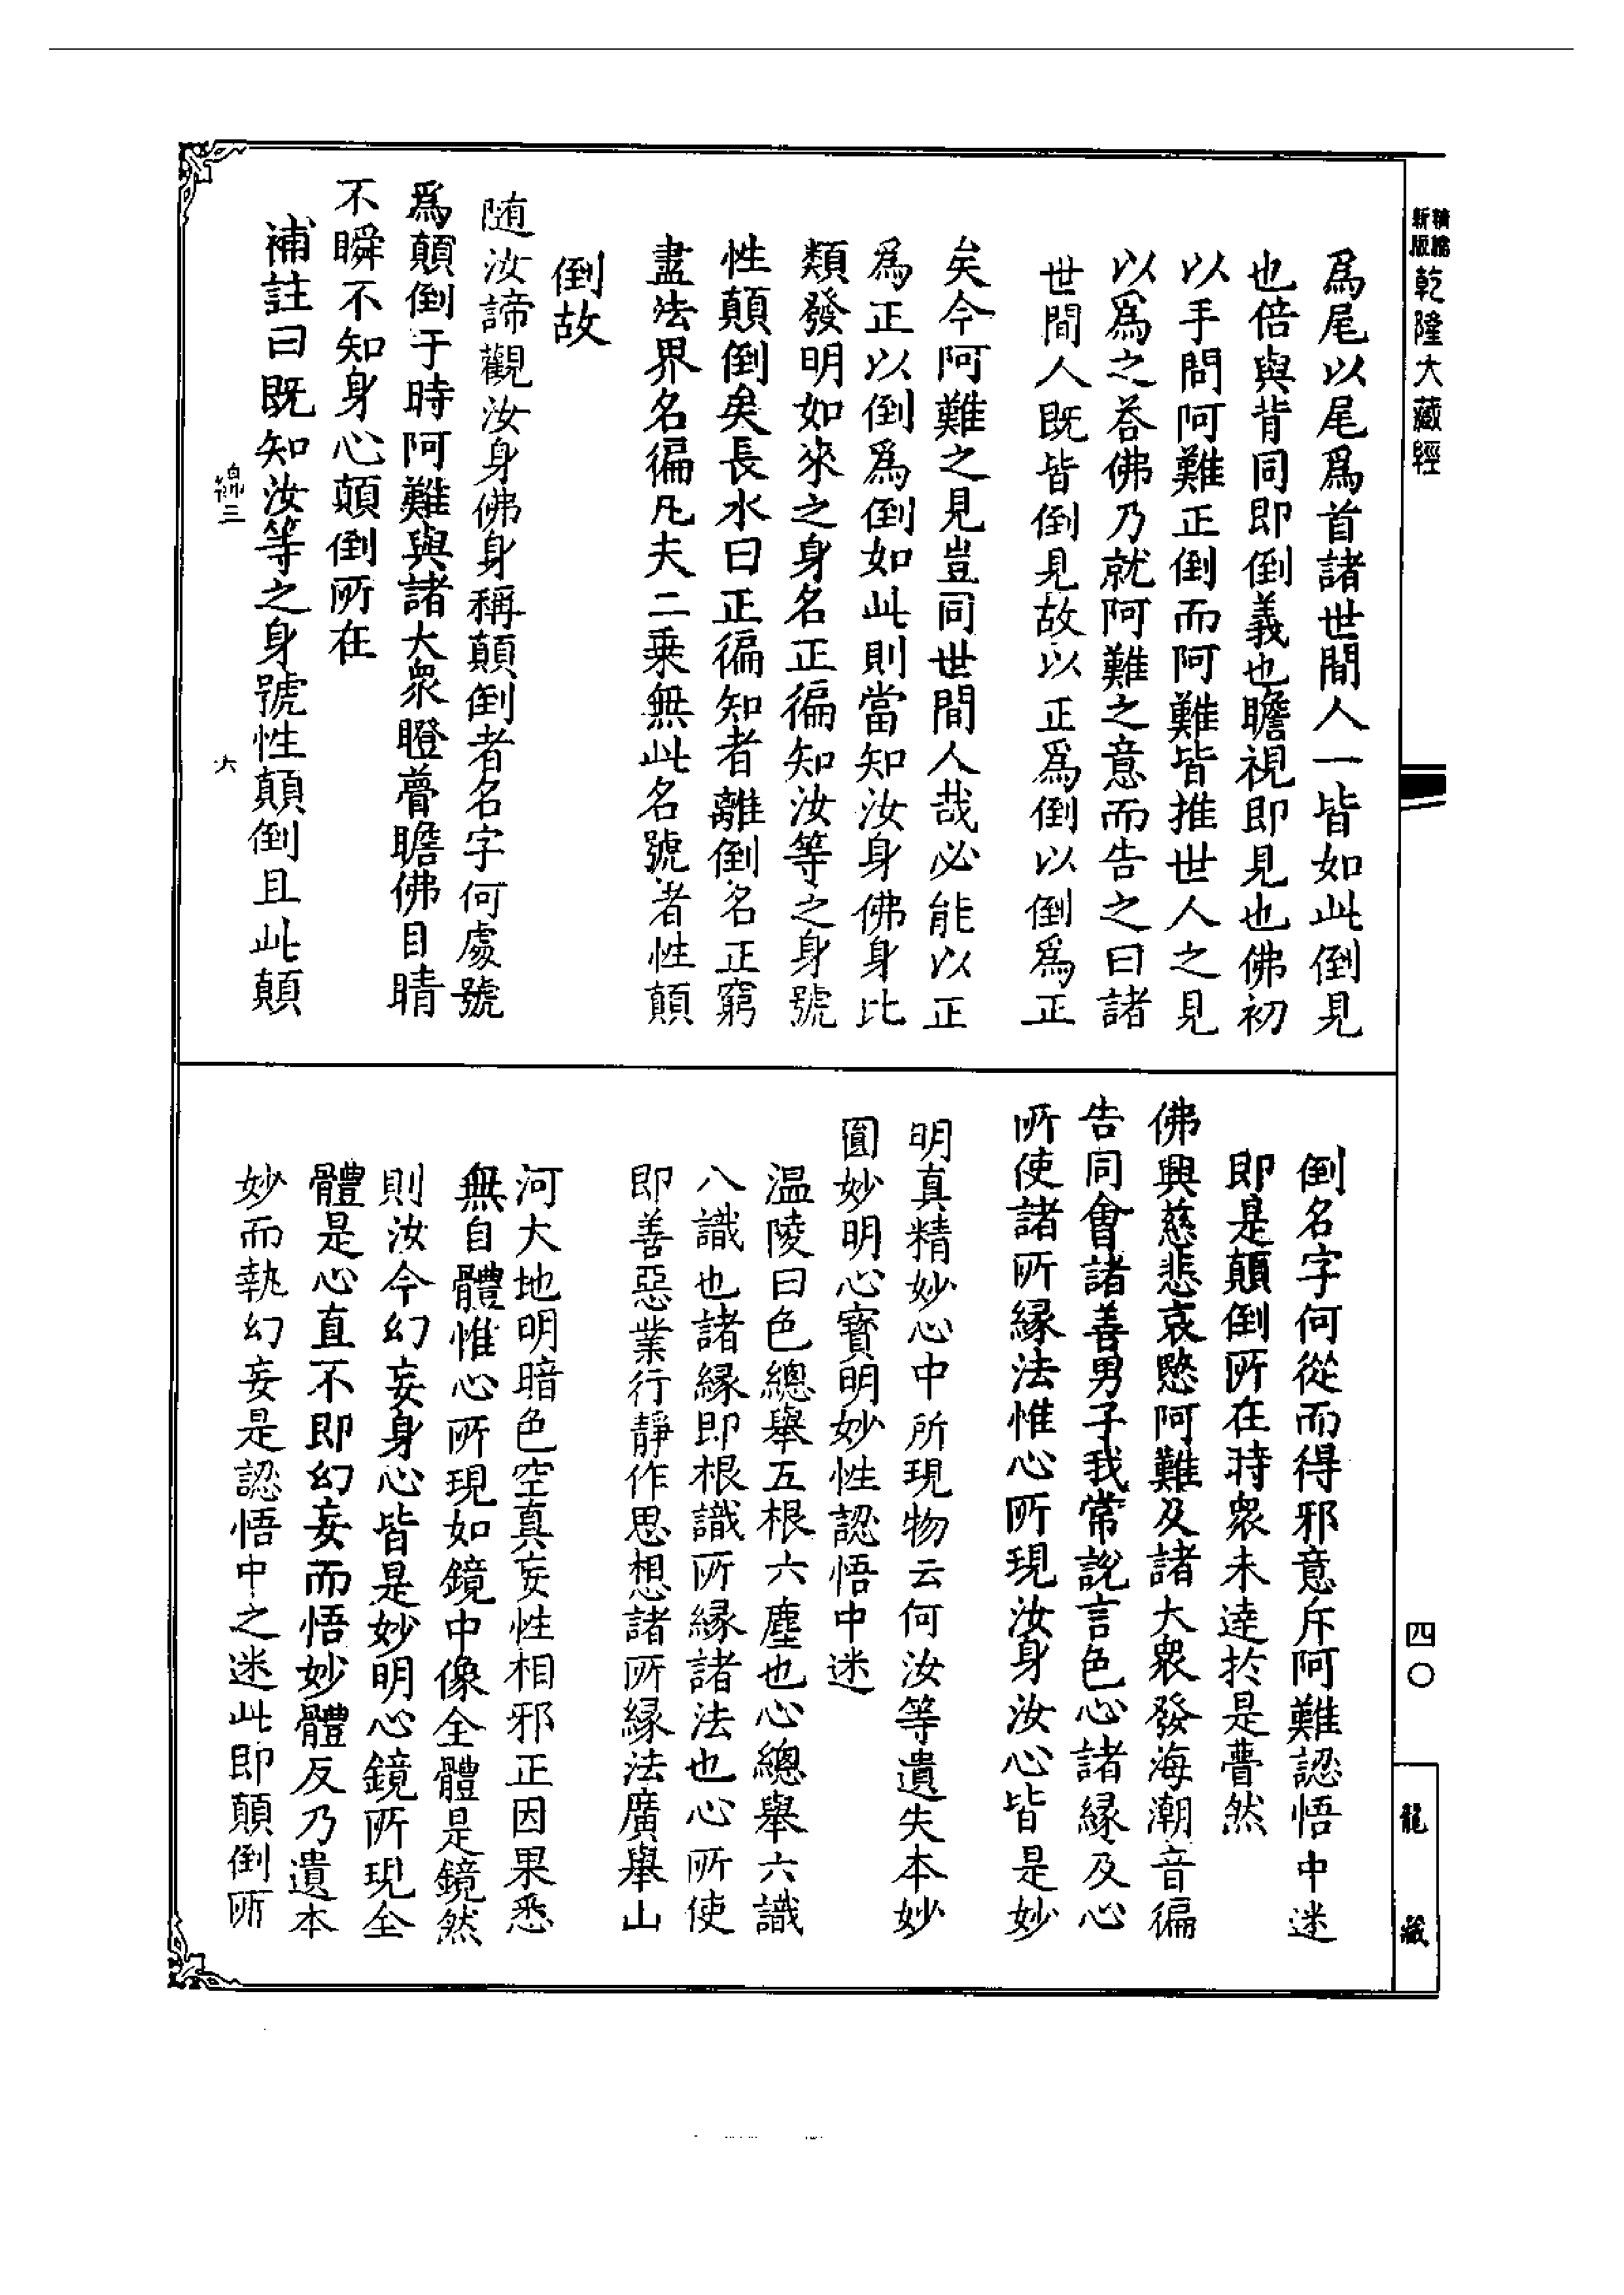 新版 精縮 乾隆大藏經
爲尾以尾爲首諸世間人一皆如此倒見
也倍與背同即倒義也瞻視即見也佛初
以手問阿難正倒而阿難皆推世人之見
以爲之荅佛乃就阿難之意而告之曰諸
世間人既皆倒見故以正爲倒以倒爲正
矣今阿難之見豈同世間人哉必能以正
爲正以倒爲倒如此則當知汝身佛身比
類發明如來之身名正徧知汝等之身號
性顛倒矣長水曰正徧知者離倒名正窮
盡法界名徧凡夫二乗無此名號者性顛
倒故
随汝諦觀汝身佛身稱顛倒者名字何處號
爲顛倒于時阿難與諸大衆瞪瞢瞻佛目睛
不瞬不知身心顛倒所在
補註曰既知汝等之身號性顛倒且此顛
錦三
六
倒名字何從而得邪意斥阿難認悟中迷
即是顛倒所在時衆未達於是瞢然
佛興慈悲哀愍阿難及諸大衆發海潮音徧
告同會諸善男子我常說言色心諸緣及心
所使諸所緣法惟心所現汝身汝心皆是妙
明真精妙心中所現物云何汝等遺失本妙
圓妙明心寳明妙性認悟中迷
温陵曰色總舉五根六塵也心總舉六識
八識也諸緣即根識所緣諸法也心所使
即善惡業行靜作思想諸所緣法廣舉山
河大地明暗色空真妄性相邪正因果悉
無自體惟心所現如鏡中像全體是鏡然
則汝今幻妄身心皆是妙明心鏡所現全
體是心直不即幻妄而悟妙體反乃遺本
妙而執幻妄是認悟中之迷此即顛倒所
四〇
龍藏